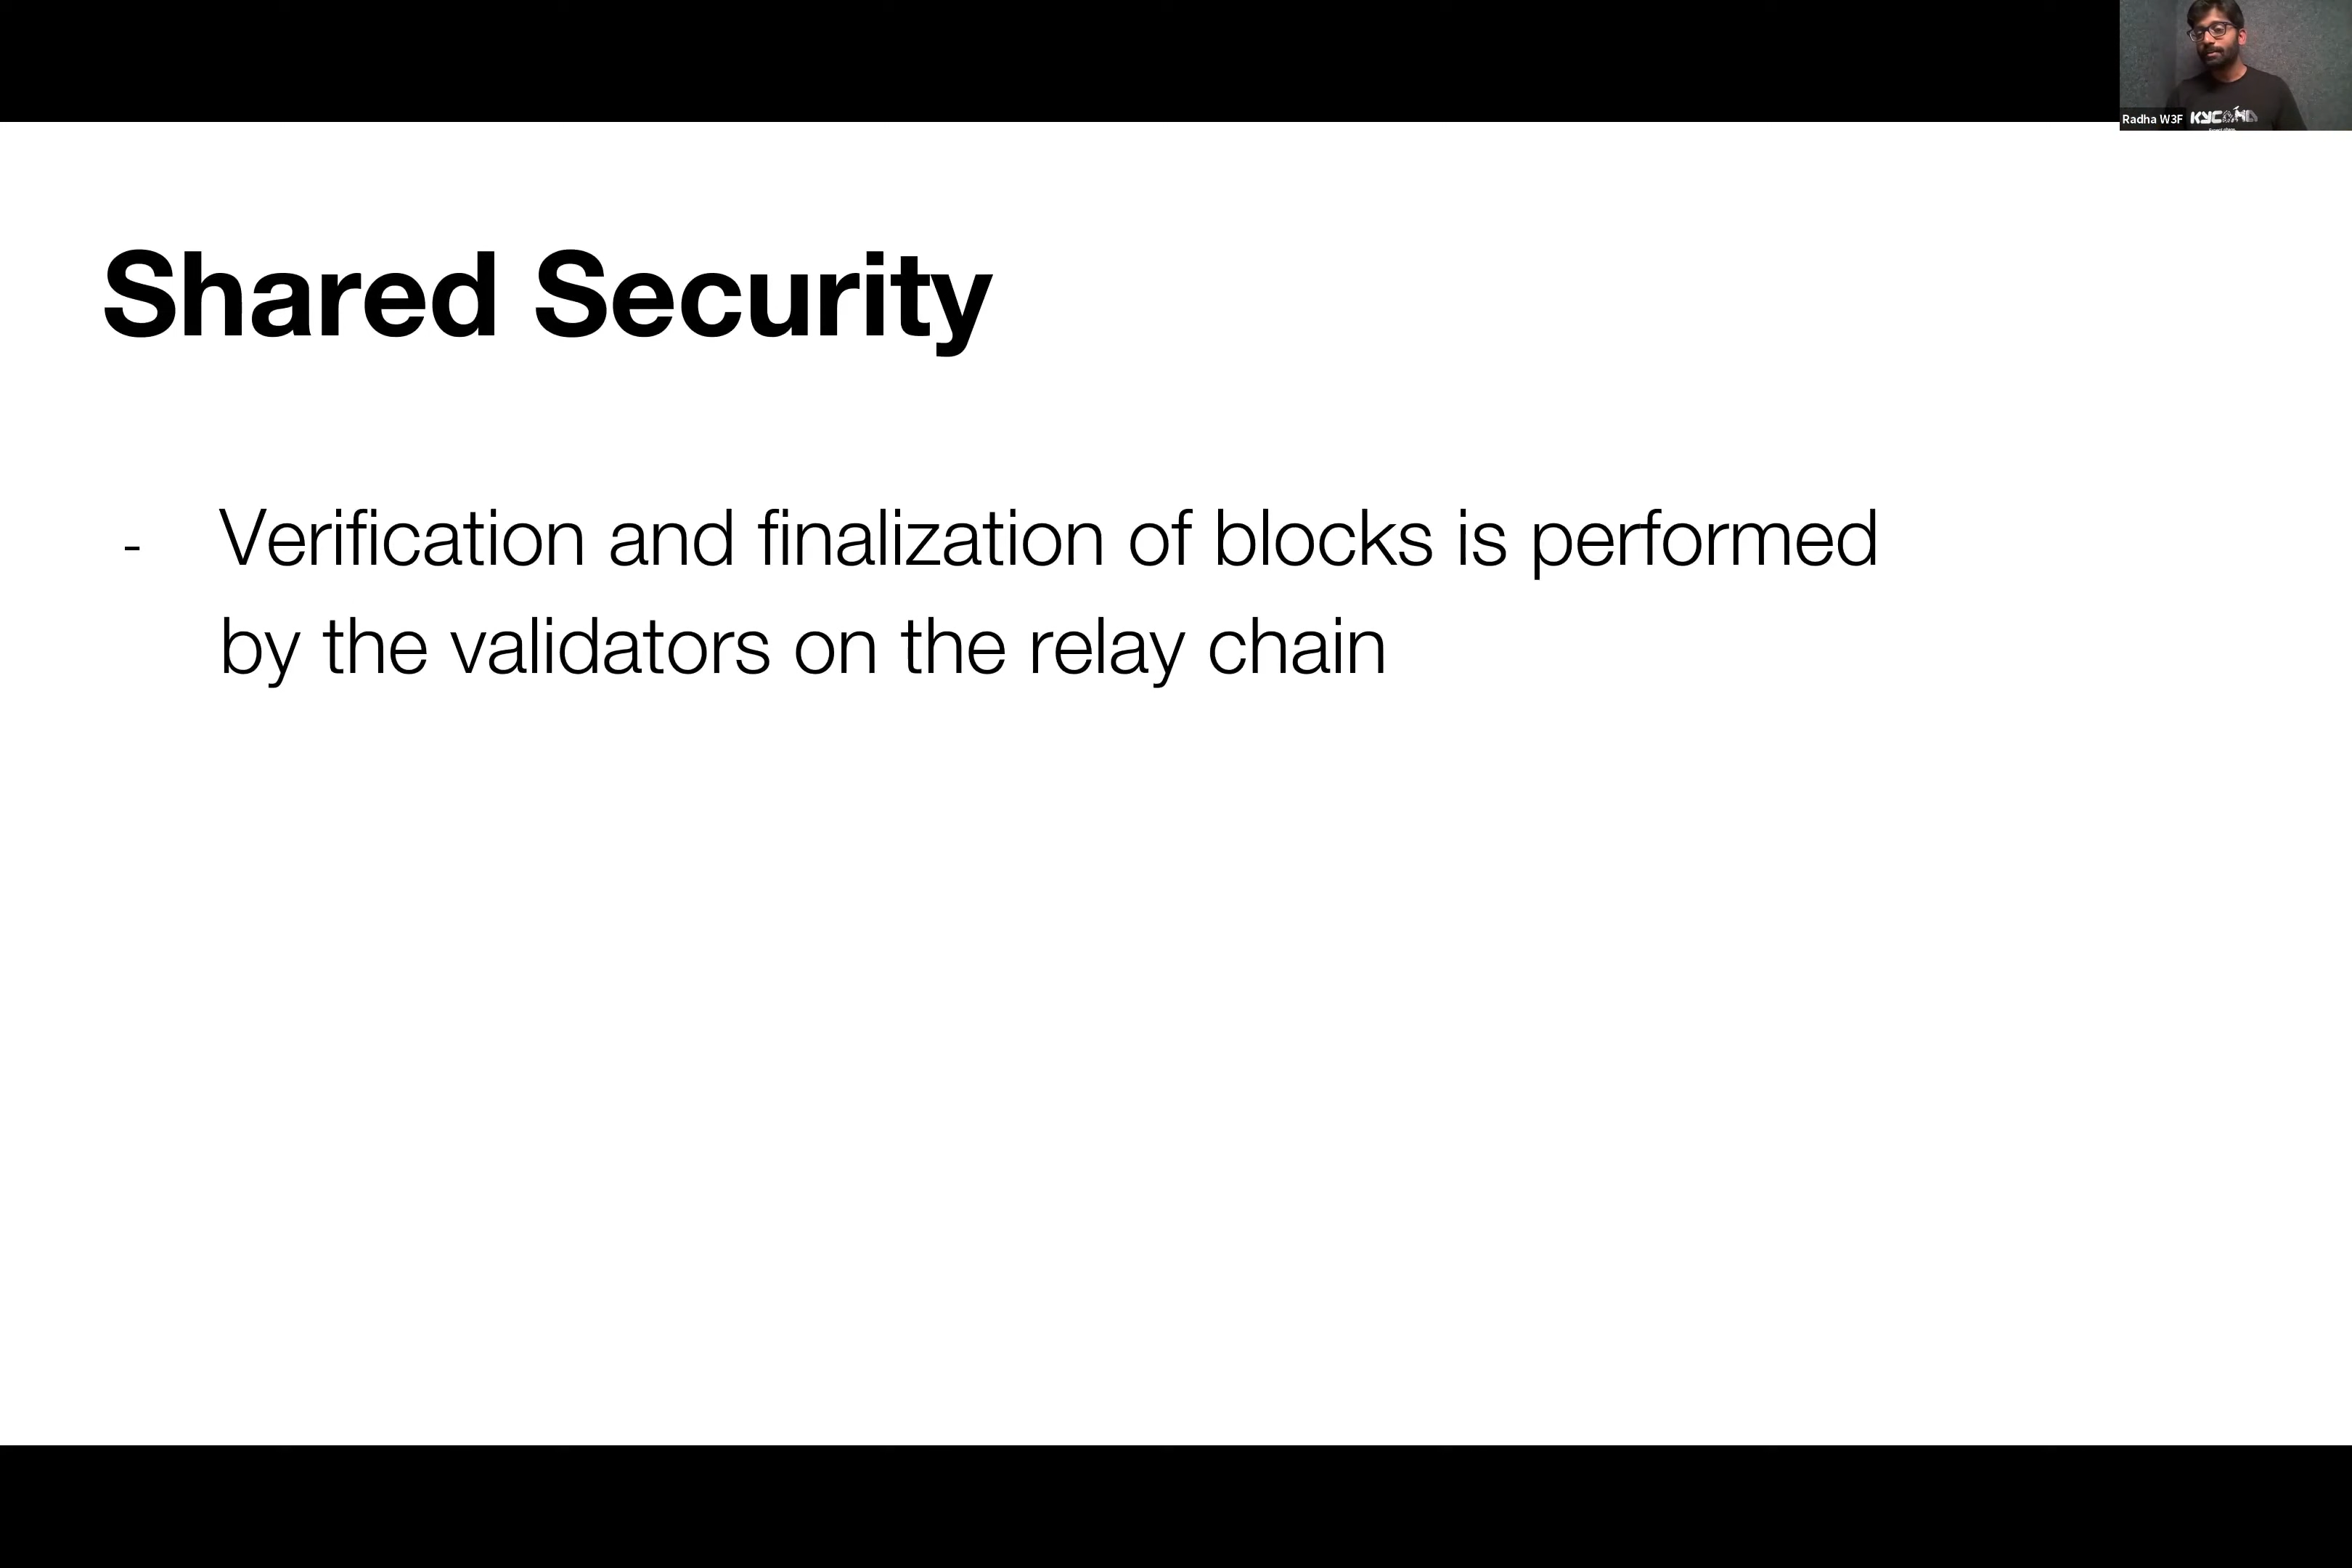 Radha W3F
Shared Security
- Verification and finalization of blocks is performed
by the validators on the relay chain